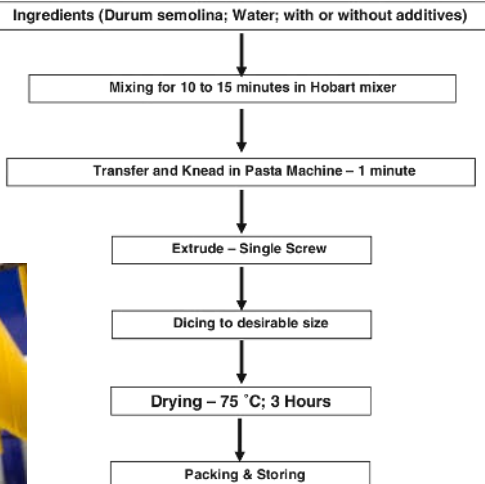 Ingredients (Durum semolina; Water; with or without additives)
Mixing for 10 to 15 minutes in Hobart mixer
Transfer and Knead in Pasta Machine – 1 minute
Extrude – Single Screw
Dicing to desirable size
Drying – 75 ˚C; 3 Hours
Packing & Storing